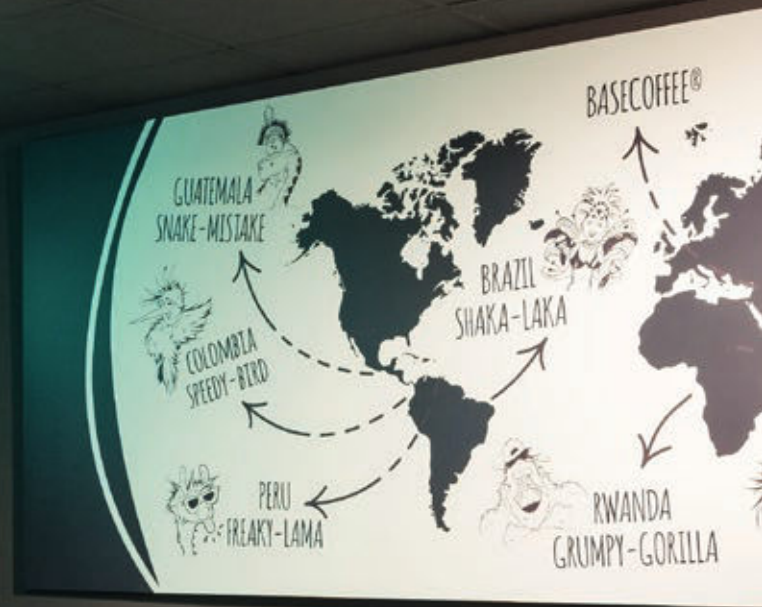 BASECOFFEE®
GUATEMALA
SNAKE-MISTAKE
BRAZIL
SHAKA-LAKA
COLOMBIA
SPEEDY-BIRD
PERU
FREAKY-LAMA
RWANDA
GRUMPY-GORILLA